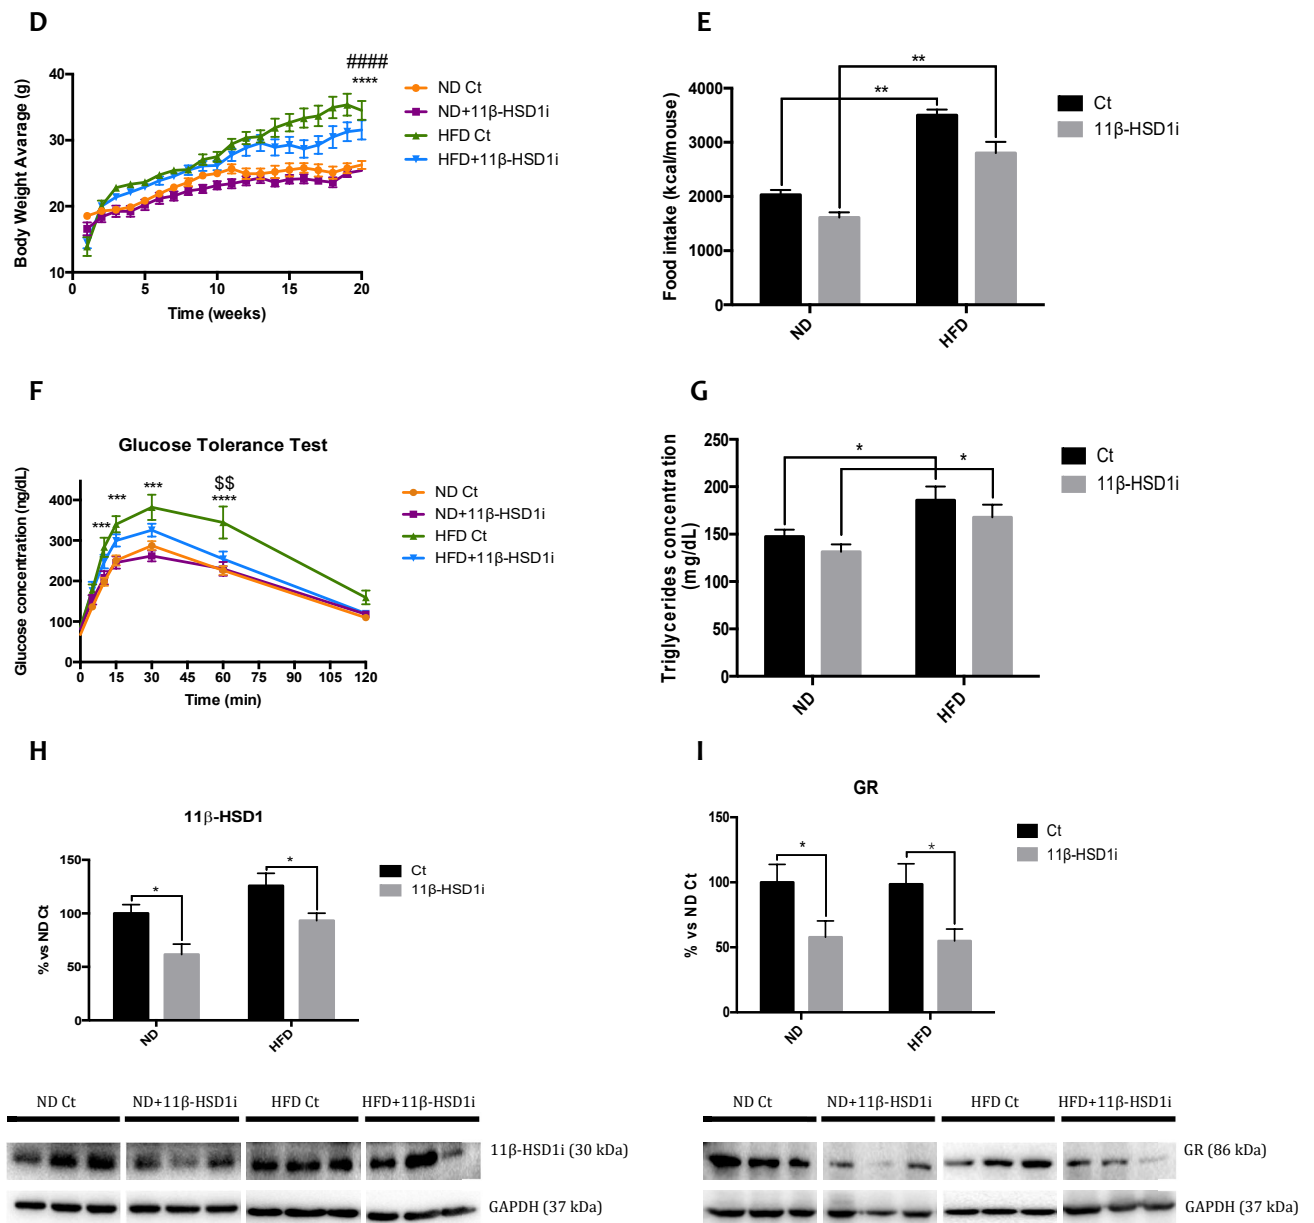 D
####
****
Body Weight Avarage (g)
40
30
20
10
0
5
10
15
20
Time (weeks)
ND Ct
ND+11β-HSD1i
HFD Ct
HFD+11β-HSD1i
E
**
**
Food intake (kcal/mouse)
4000
3000
2000
1000
0
ND
HFD
Ct
11β-HSD1i
F
Glucose Tolerance Test
Glucose concentration (ng/dL)
400
300
200
100
0
***
***
***
$$
****
0
15
30
45
60
75
90
105
120
Time (min)
ND Ct
ND+11β-HSD1i
HFD Ct
HFD+11β-HSD1i
G
Triglycerides concentration
(mg/dL)
250
200
150
100
50
0
*
*
ND
HFD
Ct
11β-HSD1i
H
11β-HSD1
% vs ND Ct
150
100
50
0
*
*
ND
HFD
Ct
11β-HSD1i
ND Ct
ND+11β-HSD1i
HFD Ct
HFD+11β-HSD1i
11β-HSD1i (30 kDa)
GAPDH (37 kDa)
I
GR
% vs ND Ct
150
100
50
0
*
*
ND
HFD
Ct
11β-HSD1i
ND Ct
ND+11β-HSD1i
HFD Ct
HFD+11β-HSD1i
GR (86 kDa)
GAPDH (37 kDa)